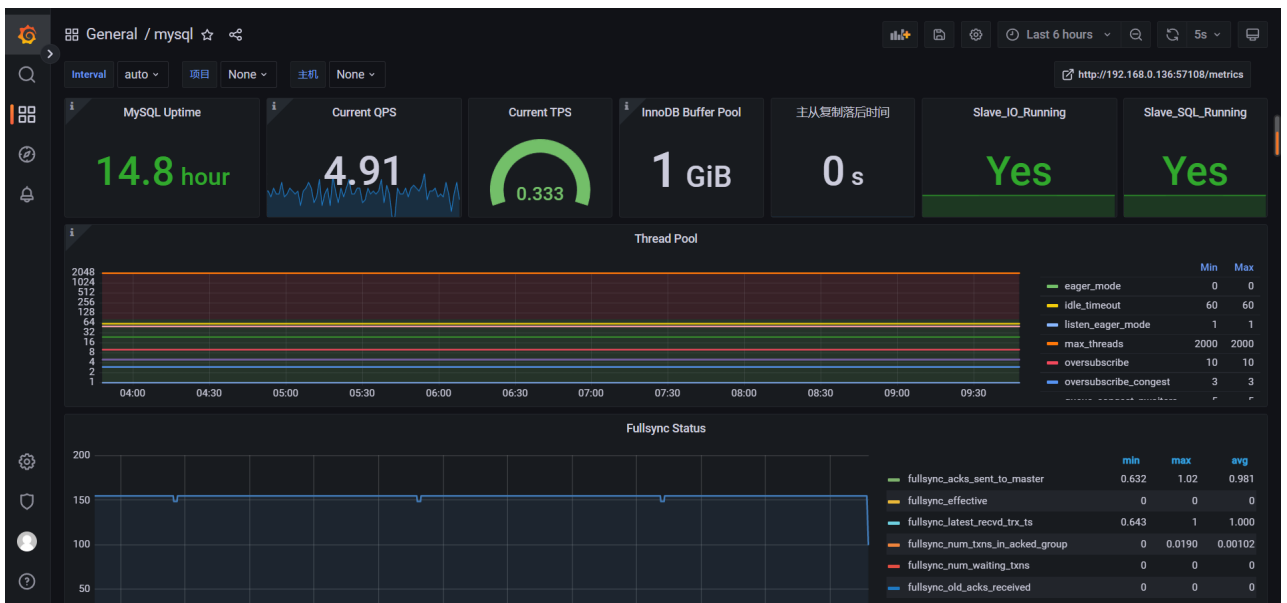 General / mysql
Last 6 hours
5s
Interval auto 项目 None 主机 None
http://192.168.0.136:57108/metrics
MySQL Uptime
14.8 hour
Current QPS
4.91
Current TPS
0.333
InnoDB Buffer Pool
1 GiB
主从复制落后时间
0 s
Slave_IO_Running
Yes
Slave_SQL_Running
Yes
Thread Pool
2048
1024
512
256
128
64
32
16
8
4
2
1
04:00 04:30 05:00 05:30 06:00 06:30 07:00 07:30 08:00 08:30 09:00 09:30
Min Max
eager_mode 0 0
idle_timeout 60 60
listen_eager_mode 1 1
max_threads 2000 2000
oversubscribe 10 10
oversubscribe_congest 3 3
Fullsync Status
200
150
100
50
min max avg
fullsync_acks_sent_to_master 0.632 1.02 0.981
fullsync_effective 0 0 0
fullsync_latest_recvd_trx_ts 0.643 1 1.000
fullsync_num_txns_in_acked_group 0 0.0190 0.00102
fullsync_num_waiting_txns 0 0 0
fullsync_old_acks_received 0 0 0